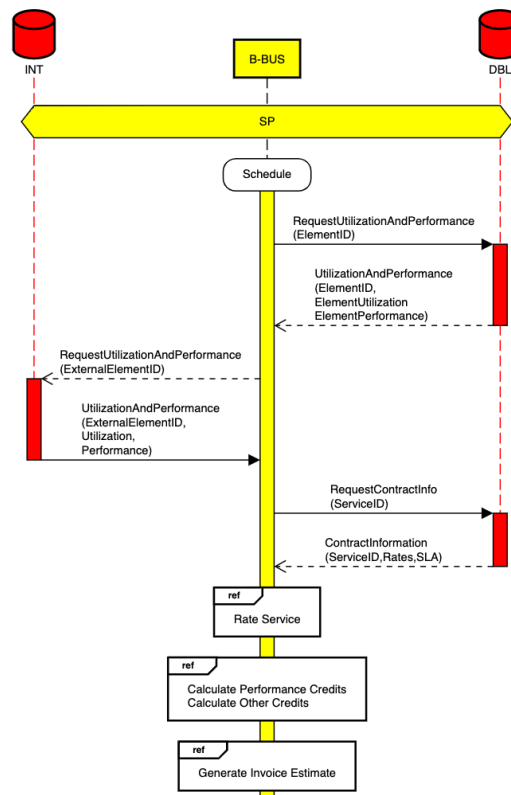 INT
B-BUS
DBL
SP
Schedule
RequestUtilizationAndPerformance
(ElementID)
UtilizationAndPerformance
(ElementID,
ElementUtilization
ElementPerformance)
RequestUtilizationAndPerformance
(ExternalElementID)
UtilizationAndPerformance
(ExternalElementID,
Utilization,
Performance)
RequestContractInfo
(ServiceID)
ContractInformation
(ServiceID,Rates,SLA)
ref
Rate Service
ref
Calculate Performance Credits
Calculate Other Credits
ref
Generate Invoice Estimate